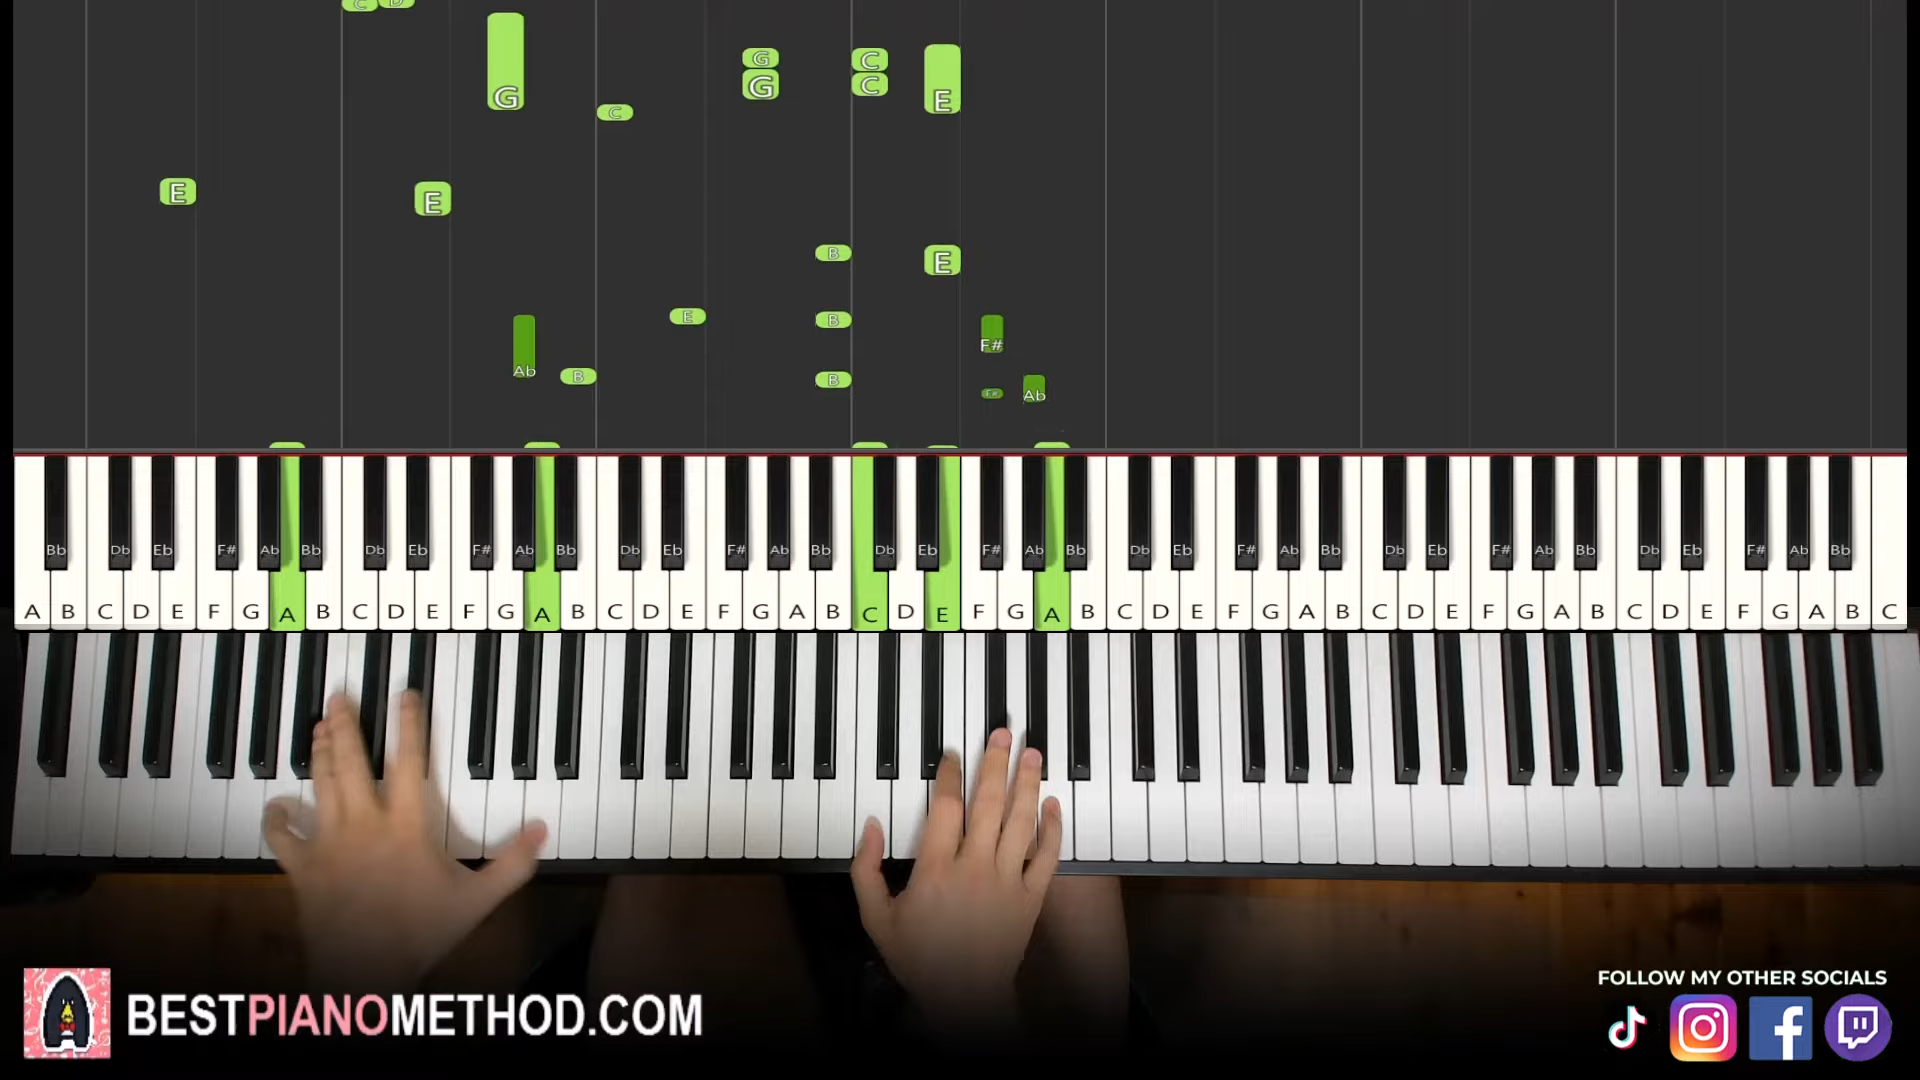 C D
G G C E
G C
C
E E
B E
E B F#
Ab B B F# Ab
Bb Db Eb F# Ab Bb Db Eb F# Ab Bb Db Eb F# Ab Bb Db Eb F# Ab Bb Db Eb F# Ab Bb Db Eb F# Ab Bb Db Eb F# Ab Bb
A B C D E F G A B C D E F G A B C D E F G A B C D E F G A B C D E F G A B C D E F G A B C D E F G A B C
FOLLOW MY OTHER SOCIALS
BESTPIANOMETHOD.COM